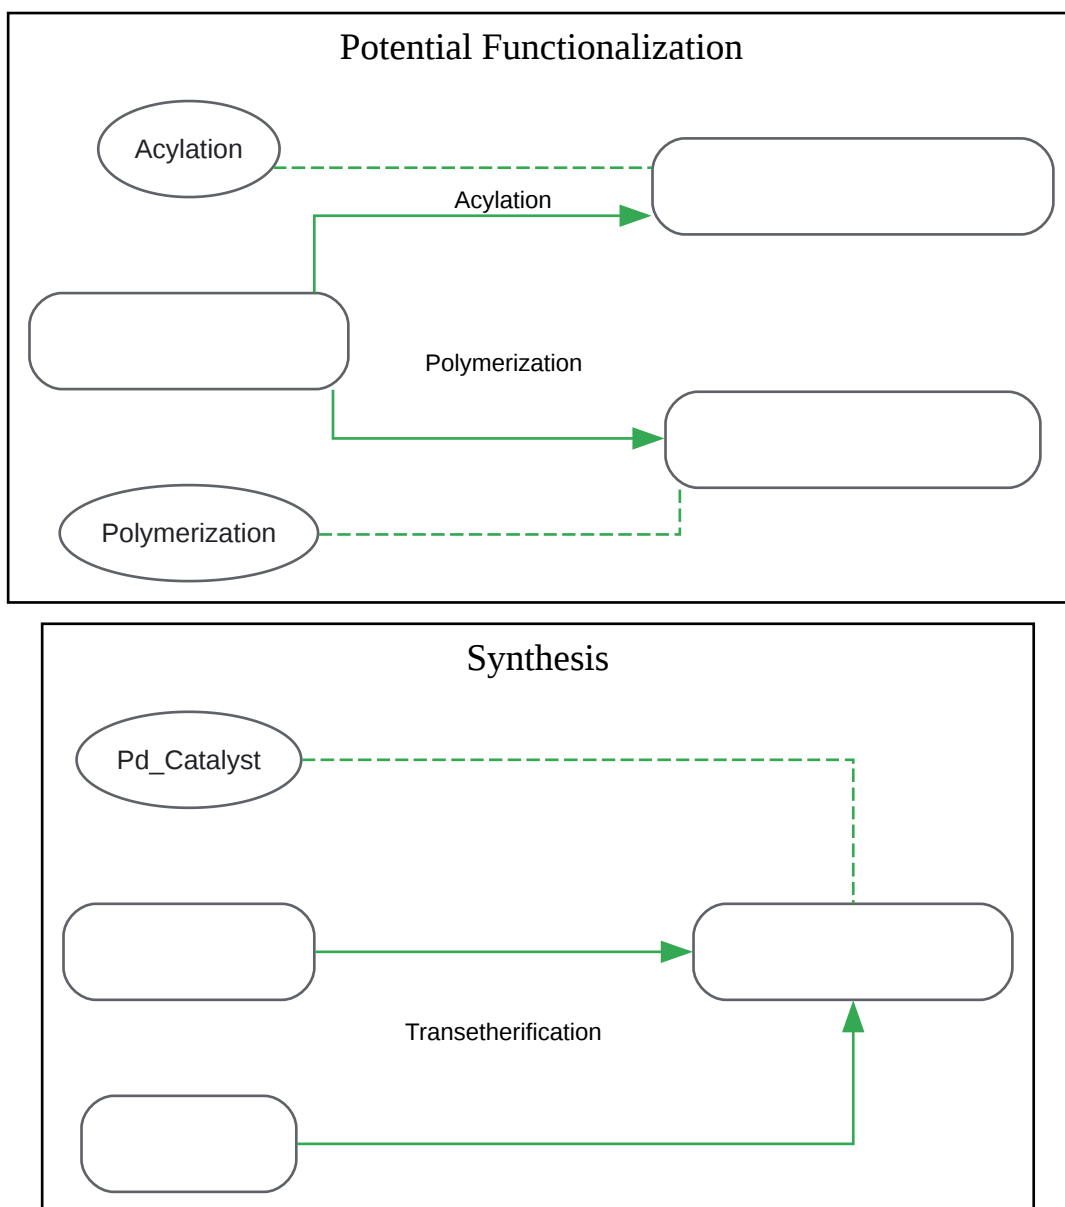 Potential Functionalization
Acylation
Acylation
Polymerization
Polymerization
Synthesis
Pd_Catalyst
Transetherification